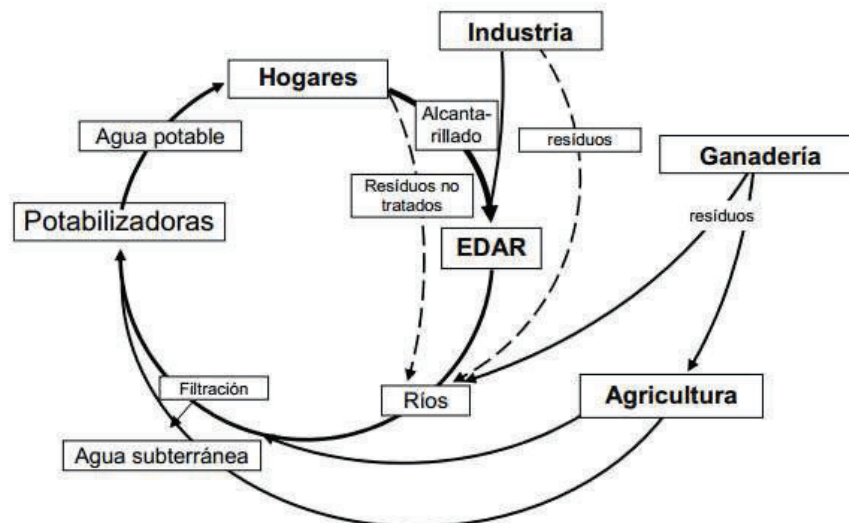 Industria
Hogares
Alcanta-
rillado
Agua potable
resíduos
Ganadería
Resíduos no
tratados
Potabilizadoras
resíduos
EDAR
Filtración
Ríos
Agricultura
Agua subterránea